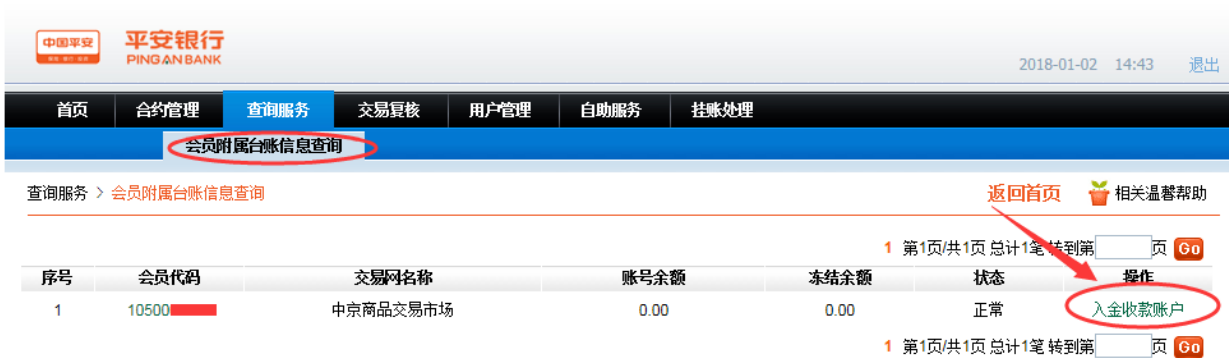 中国平安 平安银行
保险·银行·投资 PING AN BANK
2018-01-02 14:43 退出
首页 合约管理 查询服务 交易复核 用户管理 自助服务 挂账处理
会员附属台账信息查询
查询服务 > 会员附属台账信息查询 返回首页 相关温馨帮助
1 第1页/共1页 总计1笔 转到第 页 Go
序号 会员代码 交易网名称 账号余额 冻结余额 状态 操作
1 10500 中京商品交易市场 0.00 0.00 正常 入金收款账户
1 第1页/共1页 总计1笔 转到第 页 Go